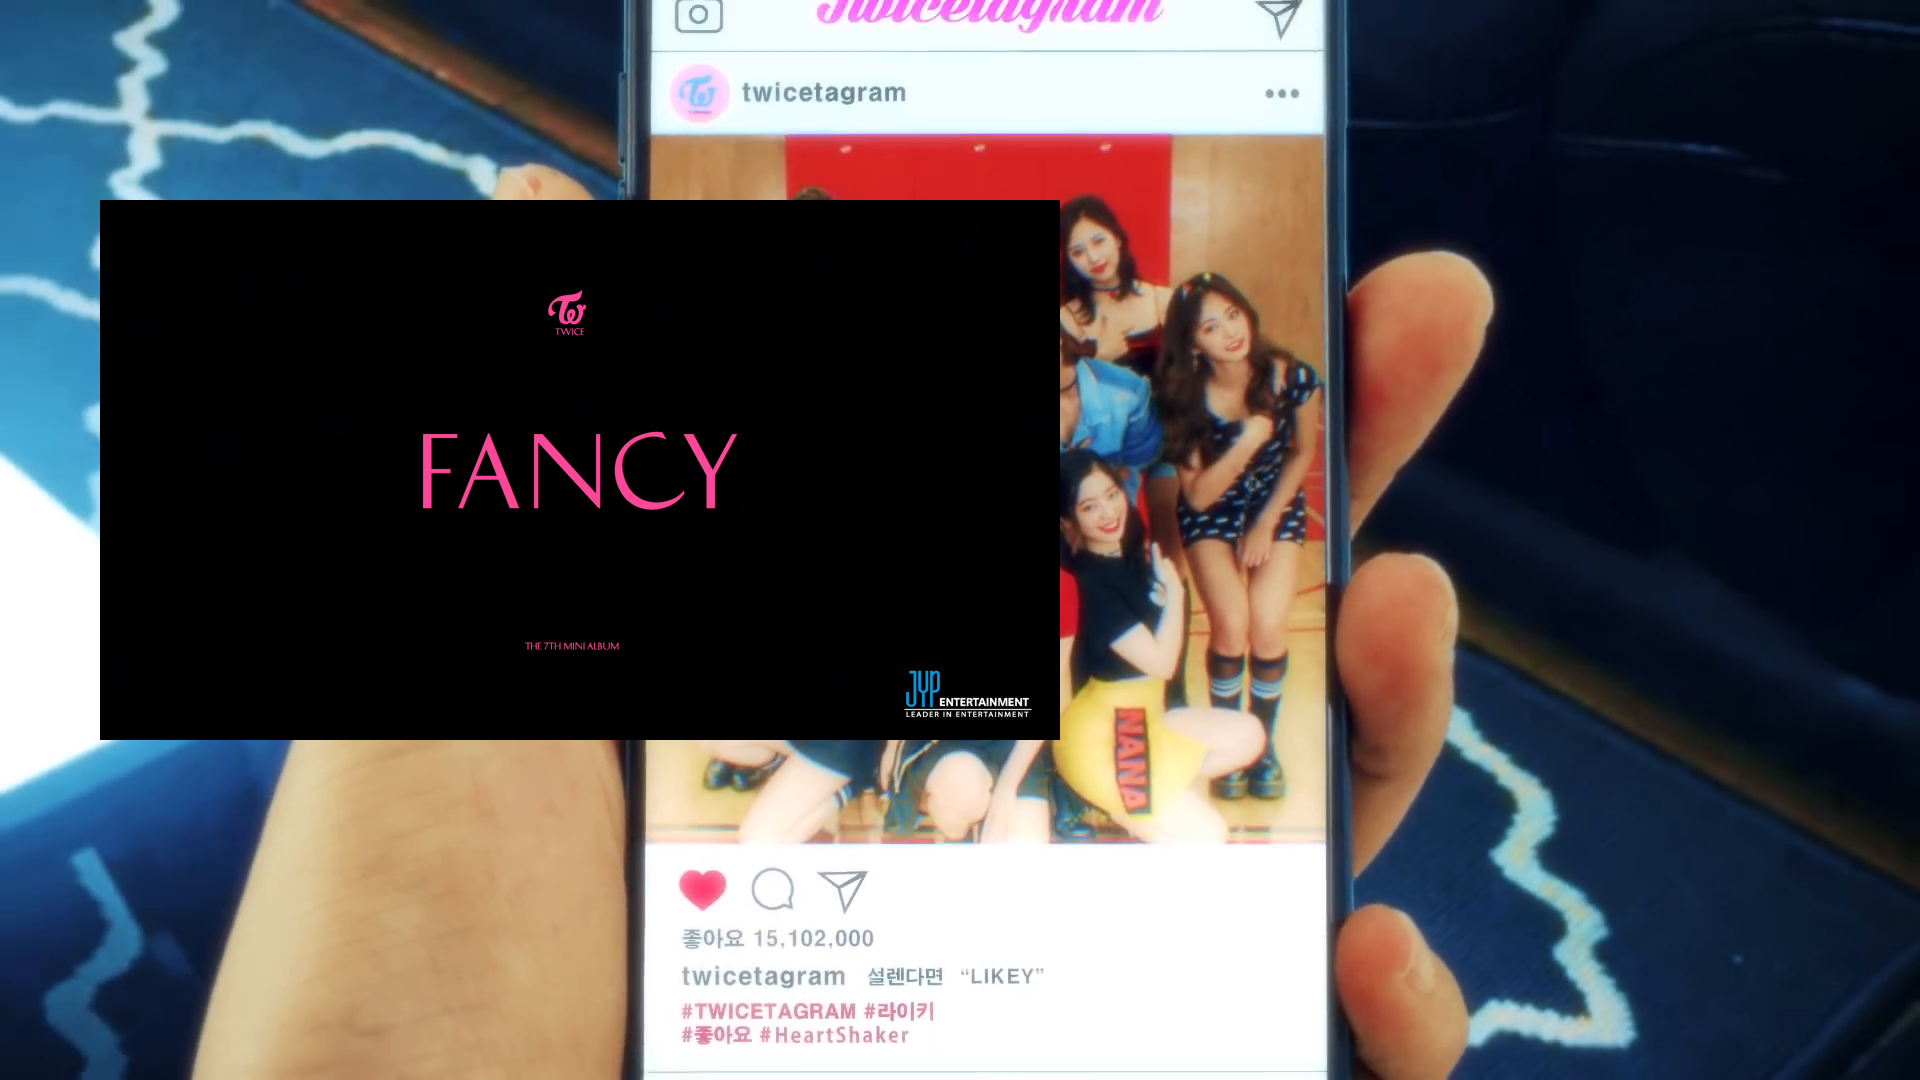 Twicetagram
twicetagram
TWICE
FANCY
THE 7TH MINI ALBUM
JYP ENTERTAINMENT
LEADER IN ENTERTAINMENT
NANA
좋아요 15,102,000
twicetagram 설렌다면 “LIKEY”
#TWICETAGRAM #라이키
#좋아요 #HeartShaker